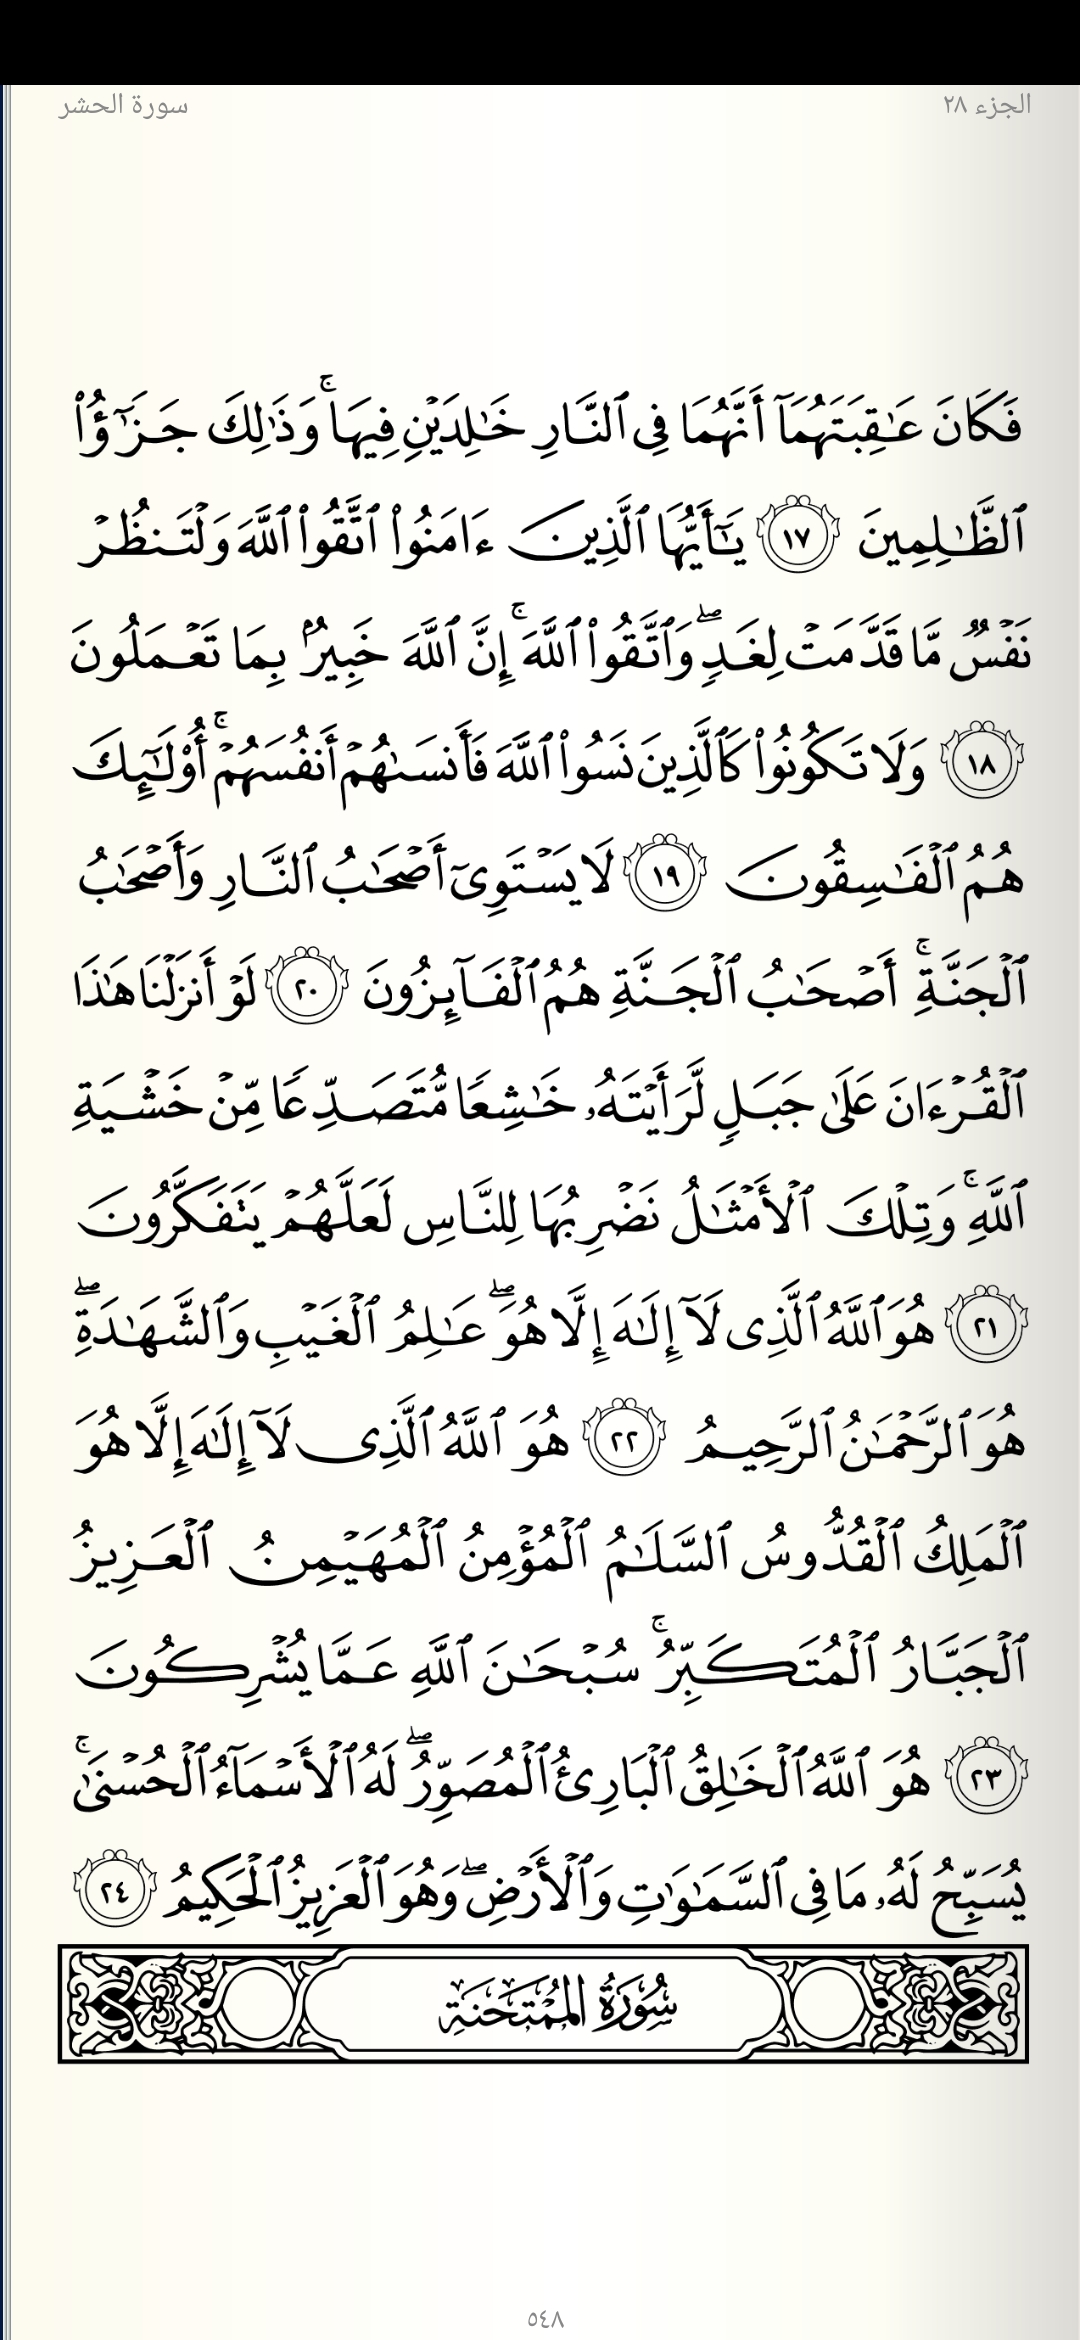 الجزء ٢٨
سورة الحشر
فَكَانَ عَـٰقِبَتَهُمَآ أَنَّهُمَا فِى ٱلنَّارِ خَـٰلِدَيْنِ فِيهَا ۚ وَذَٰلِكَ جَزَٰٓؤُا۟
ٱلظَّـٰلِمِينَ ١٧ يَـٰٓأَيُّهَا ٱلَّذِينَ ءَامَنُوا۟ ٱتَّقُوا۟ ٱللَّهَ وَلْتَنظُرْ
نَفْسٌ مَّا قَدَّمَتْ لِغَدٍ ۖ وَٱتَّقُوا۟ ٱللَّهَ ۚ إِنَّ ٱللَّهَ خَبِيرٌۢ بِمَا تَعْمَلُونَ
١٨ وَلَا تَكُونُوا۟ كَٱلَّذِينَ نَسُوا۟ ٱللَّهَ فَأَنسَىٰهُمْ أَنفُسَهُمْ ۚ أُو۟لَـٰٓئِكَ
هُمُ ٱلْفَـٰسِقُونَ ١٩ لَا يَسْتَوِىٓ أَصْحَـٰبُ ٱلنَّارِ وَأَصْحَـٰبُ
ٱلْجَنَّةِ ۚ أَصْحَـٰبُ ٱلْجَنَّةِ هُمُ ٱلْفَآئِزُونَ ٢٠ لَوْ أَنزَلْنَا هَـٰذَا
ٱلْقُرْءَانَ عَلَىٰ جَبَلٍ لَّرَأَيْتَهُۥ خَـٰشِعًا مُّتَصَدِّعًا مِّنْ خَشْيَةِ
ٱللَّهِ ۚ وَتِلْكَ ٱلْأَمْثَـٰلُ نَضْرِبُهَا لِلنَّاسِ لَعَلَّهُمْ يَتَفَكَّرُونَ
٢١ هُوَ ٱللَّهُ ٱلَّذِى لَآ إِلَـٰهَ إِلَّا هُوَ ۖ عَـٰلِمُ ٱلْغَيْبِ وَٱلشَّهَـٰدَةِ ۖ
هُوَ ٱلرَّحْمَـٰنُ ٱلرَّحِيمُ ٢٢ هُوَ ٱللَّهُ ٱلَّذِى لَآ إِلَـٰهَ إِلَّا هُوَ
ٱلْمَلِكُ ٱلْقُدُّوسُ ٱلسَّلَـٰمُ ٱلْمُؤْمِنُ ٱلْمُهَيْمِنُ ٱلْعَزِيزُ
ٱلْجَبَّارُ ٱلْمُتَكَبِّرُ ۚ سُبْحَـٰنَ ٱللَّهِ عَمَّا يُشْرِكُونَ
٢٣ هُوَ ٱللَّهُ ٱلْخَـٰلِقُ ٱلْبَارِئُ ٱلْمُصَوِّرُ ۖ لَهُ ٱلْأَسْمَآءُ ٱلْحُسْنَىٰ ۚ
يُسَبِّحُ لَهُۥ مَا فِى ٱلسَّمَـٰوَٰتِ وَٱلْأَرْضِ ۖ وَهُوَ ٱلْعَزِيزُ ٱلْحَكِيمُ ٢٤
سُورَةُ المُمْتَحَنَةِ
٥٤٨